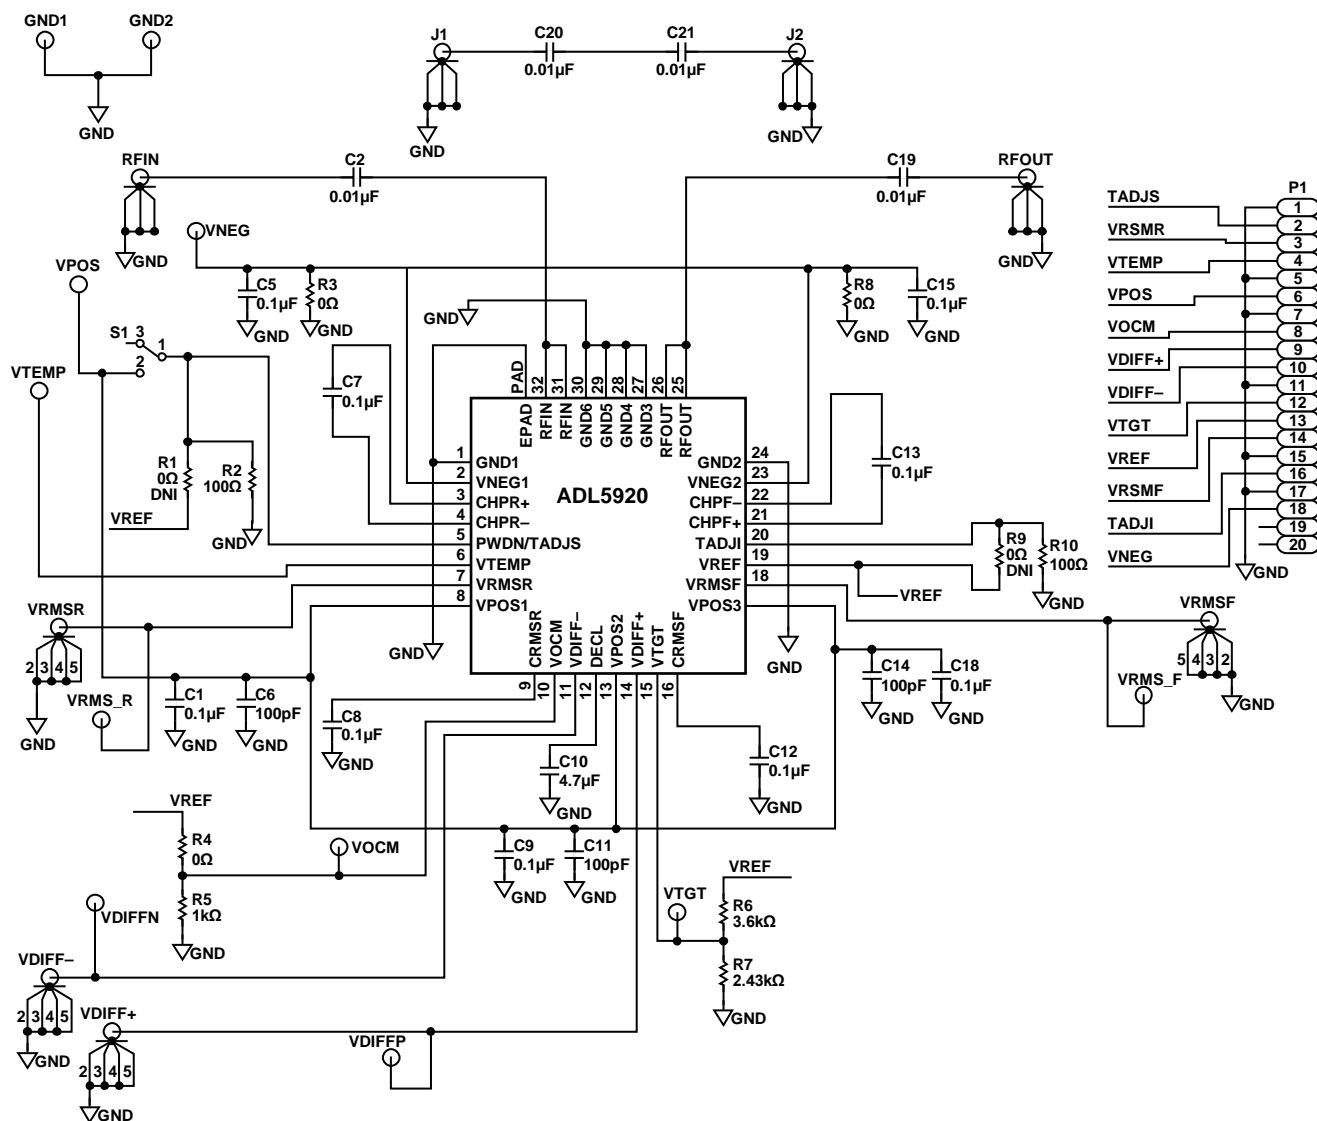 GND1
GND2
GND
J1
C20
0.01µF
C21
0.01µF
J2
GND
GND
RFIN
C2
0.01µF
GND
C19
0.01µF
RFOUT
GND
VNEG
VPOS
C5
0.1µF
GND
R3
0Ω
GND
GND
R8
0Ω
GND
C15
0.1µF
GND
S1
3
1
2
VTEMP
C7
0.1µF
R1
0Ω
DNI
R2
100Ω
VREF
GND
PAD
32
31
30
29
28
27
26
25
EPAD
RFIN
RFIN
GND6
GND5
GND4
GND3
RFOUT
RFOUT
ADL5920
1 GND1
2 VNEG1
3 CHPR+
4 CHPR–
5 PWDN/TADJS
6 VTEMP
7 VRMSR
8 VPOS1
GND2 24
VNEG2 23
CHPF– 22
CHPF+ 21
TADJI 20
VREF 19
VRMSF 18
VPOS3 17
CRMSR
VOCM
VDIFF–
DECL
VPOS2
VDIFF+
VTGT
CRMSF
9
10
11
12
13
14
15
16
C13
0.1µF
R9
0Ω
DNI
R10
100Ω
GND
VREF
GND
GND
P1
TADJS
VRSMR
VTEMP
VPOS
VOCM
VDIFF+
VDIFF–
VTGT
VREF
VRSMF
TADJI
VNEG
1
2
3
4
5
6
7
8
9
10
11
12
13
14
15
16
17
18
19
20
GND
VRMSR
2 3 4 5
GND
VRMS_R
C1
0.1µF
GND
C6
100pF
GND
C8
0.1µF
GND
C10
4.7µF
GND
C12
0.1µF
GND
C14
100pF
GND
C18
0.1µF
GND
VRMSF
5 4 3 2
GND
VRMS_F
VREF
R4
0Ω
VOCM
R5
1kΩ
GND
C9
0.1µF
GND
C11
100pF
GND
VREF
VTGT
R6
3.6kΩ
R7
2.43kΩ
GND
VDIFFN
VDIFF–
2 3 4 5
GND
VDIFF+
2 3 4 5
GND
VDIFFP